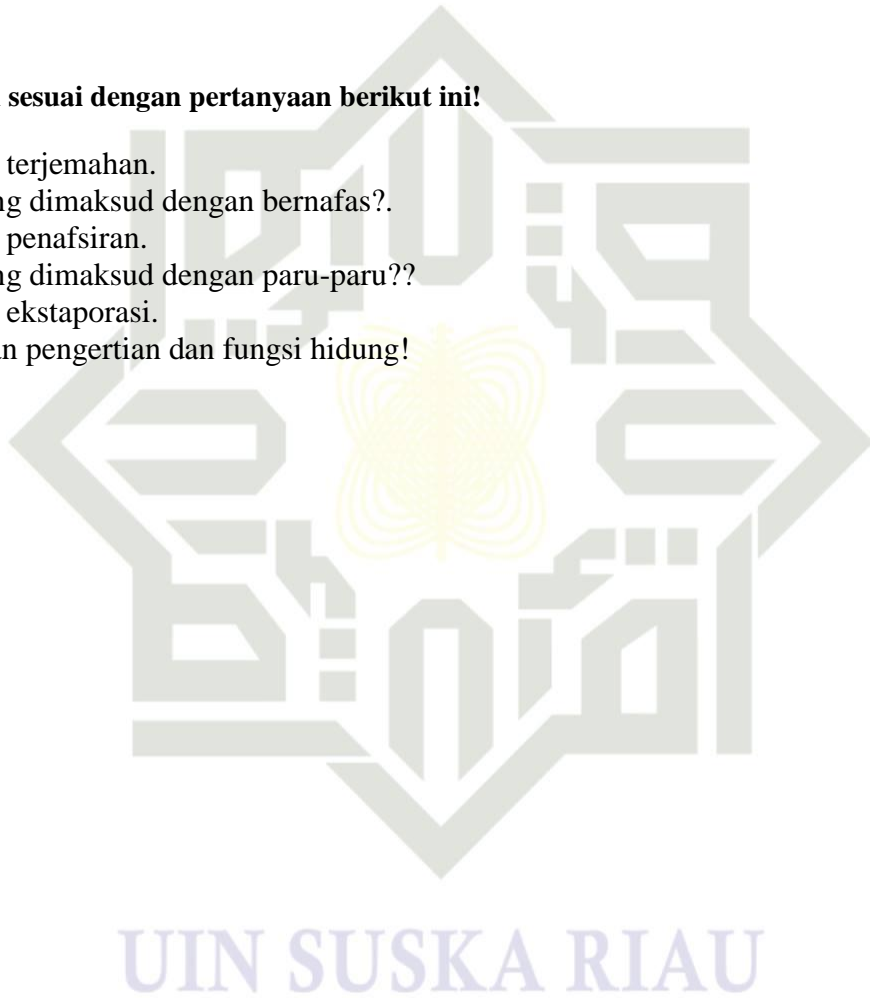 sesuai dengan pertanyaan berikut ini!
terjemahan.
ng dimaksud dengan bernafas?.
penafsiran.
ng dimaksud dengan paru-paru??
ekstaporasi.
n pengertian dan fungsi hidung!
UIN SUSKA RIAU